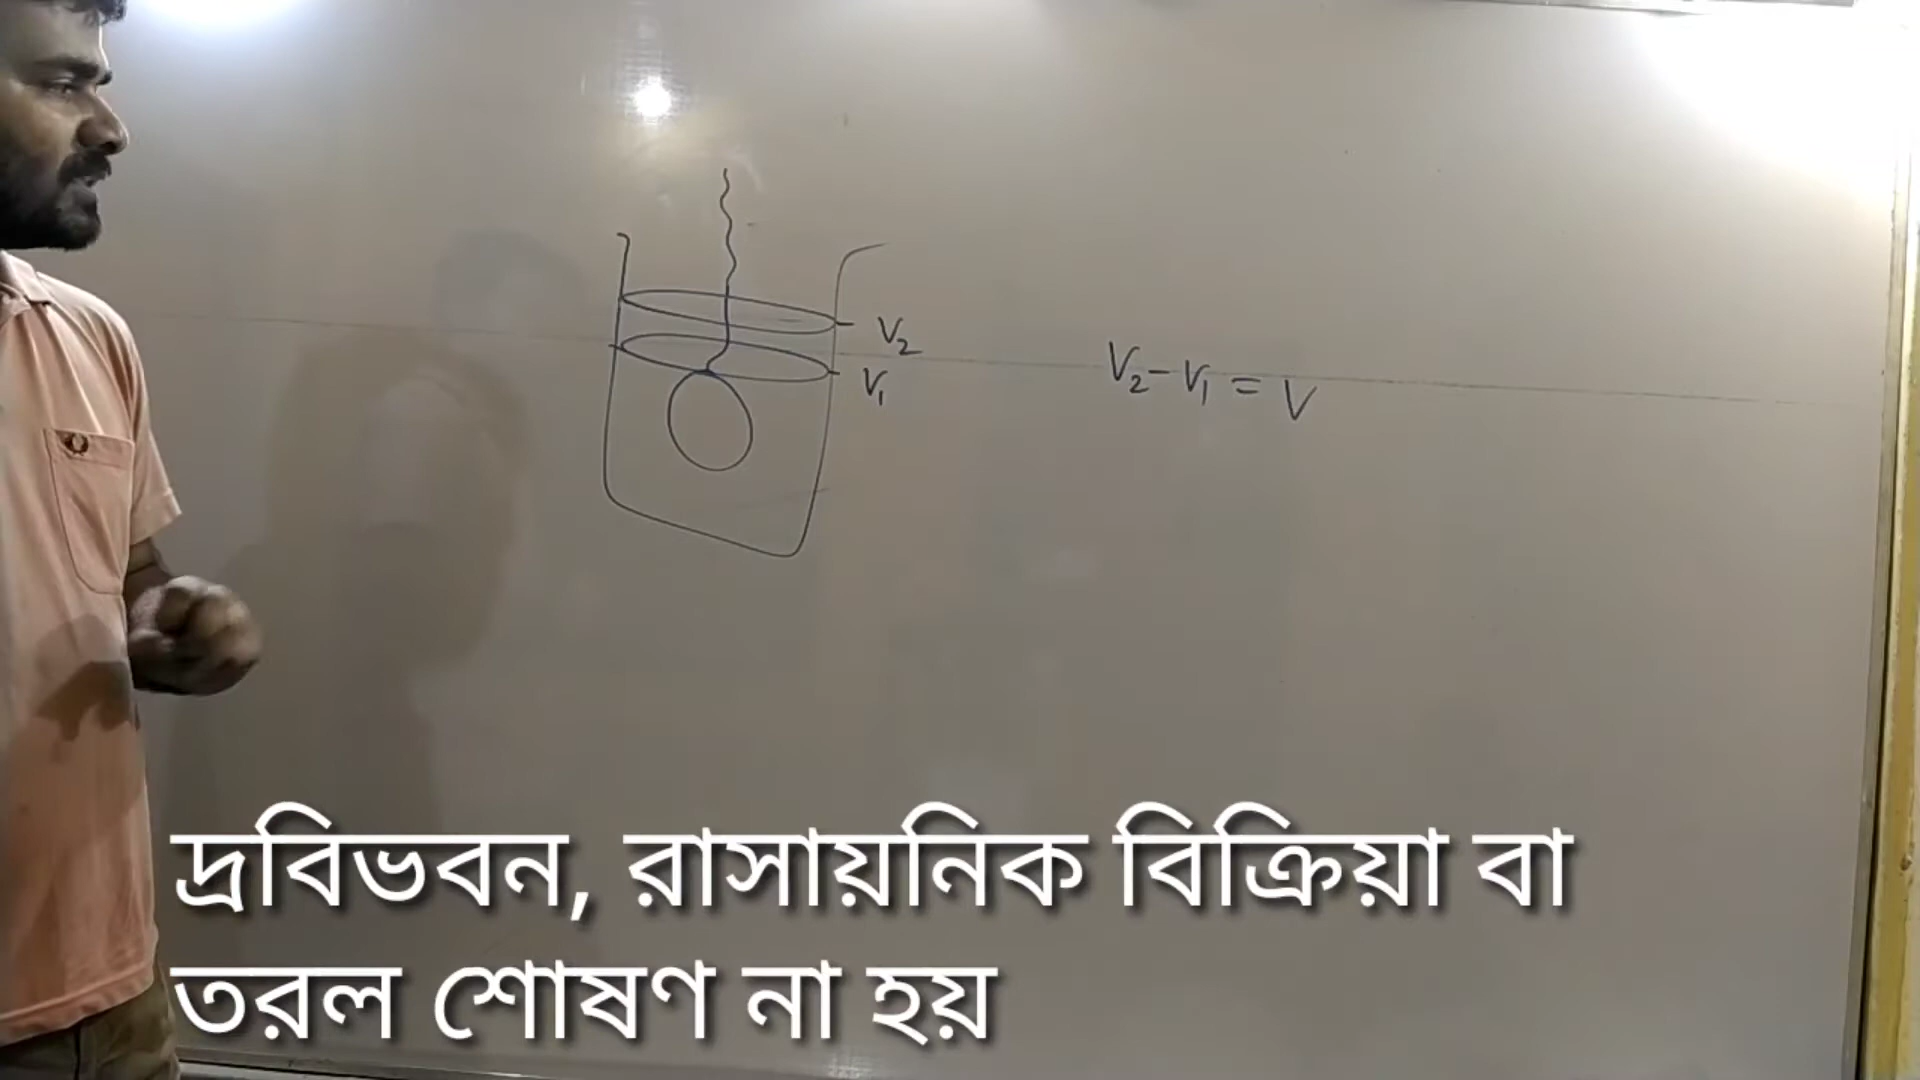 V₂
V₁
V₂ - V₁ = V
দ্রবিভবন, রাসায়নিক বিক্রিয়া বা
তরল শোষণ না হয়